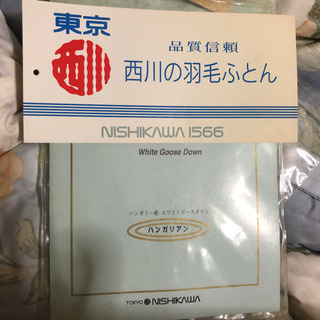 東京
西川
品質信頼
西川の羽毛ふとん
NISHIKAWA 1566
White Goose Down
ハンガリー産 ホワイトグースダウン
ハンガリアン
TOKYO NISHIKAWA